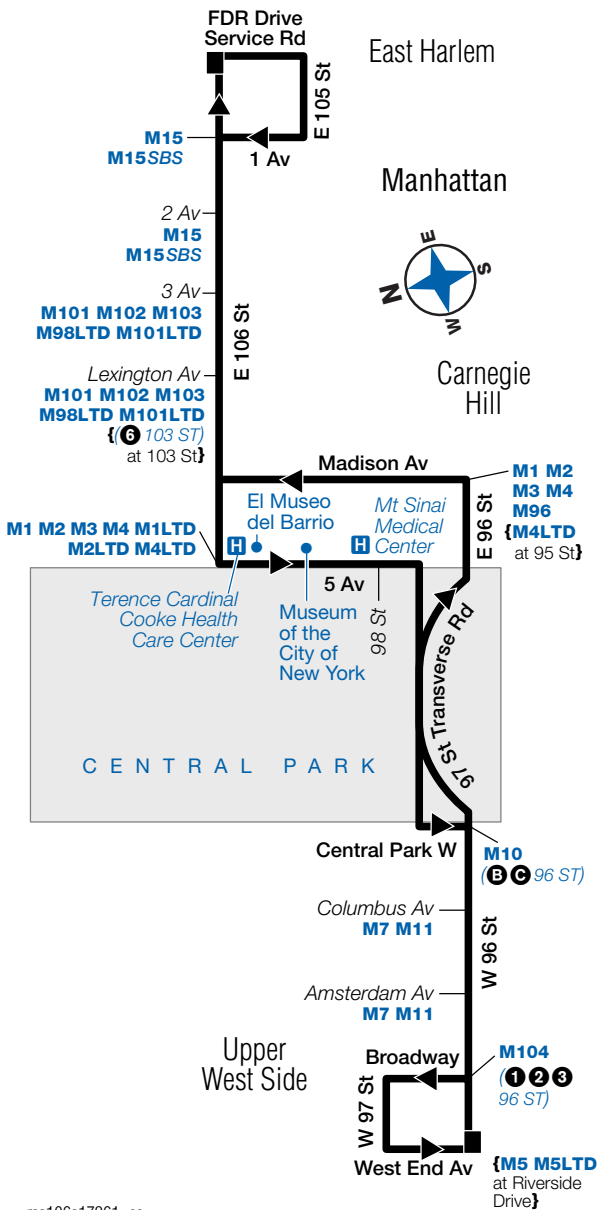 FDR Drive
Service Rd
East Harlem
E 105 St
M15
M15SBS
1 Av
Manhattan
2 Av
M15
M15SBS
E
S
N
W
3 Av
M101 M102 M103
M98LTD M101LTD
E 106 St
Lexington Av
M101 M102 M103
M98LTD M101LTD
{(6 103 ST)
at 103 St}
Carnegie
Hill
Madison Av
M1 M2
M3 M4
M96
{M4LTD
at 95 St}
E 96 St
El Museo
del Barrio
Mt Sinai
Medical
Center
H
H
M1 M2 M3 M4 M1LTD
M2LTD M4LTD
5 Av
98 St
Terence Cardinal
Cooke Health
Care Center
Museum
of the
City of
New York
97 St Transverse Rd
CENTRAL PARK
Central Park W
M10
(B C 96 ST)
Columbus Av
M7 M11
W 96 St
Amsterdam Av
M7 M11
Upper
West Side
Broadway
M104
(1 2 3
96 ST)
W 97 St
West End Av
{M5 M5LTD
at Riverside
Drive}